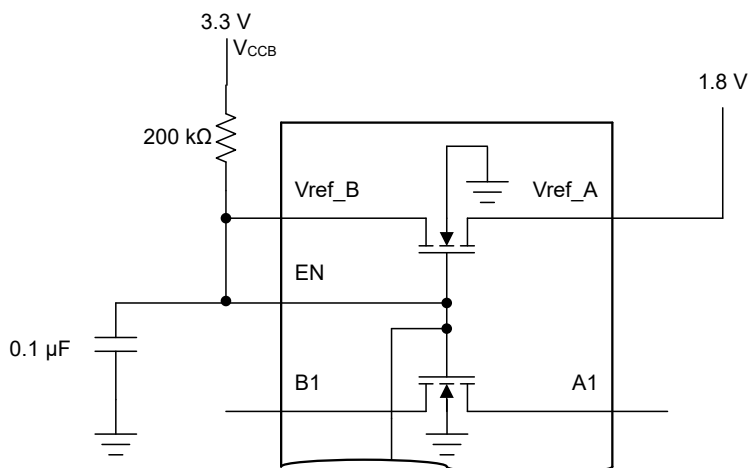 3.3 V
VCCB
1.8 V
200 kΩ
Vref_B
Vref_A
EN
0.1 µF
B1
A1